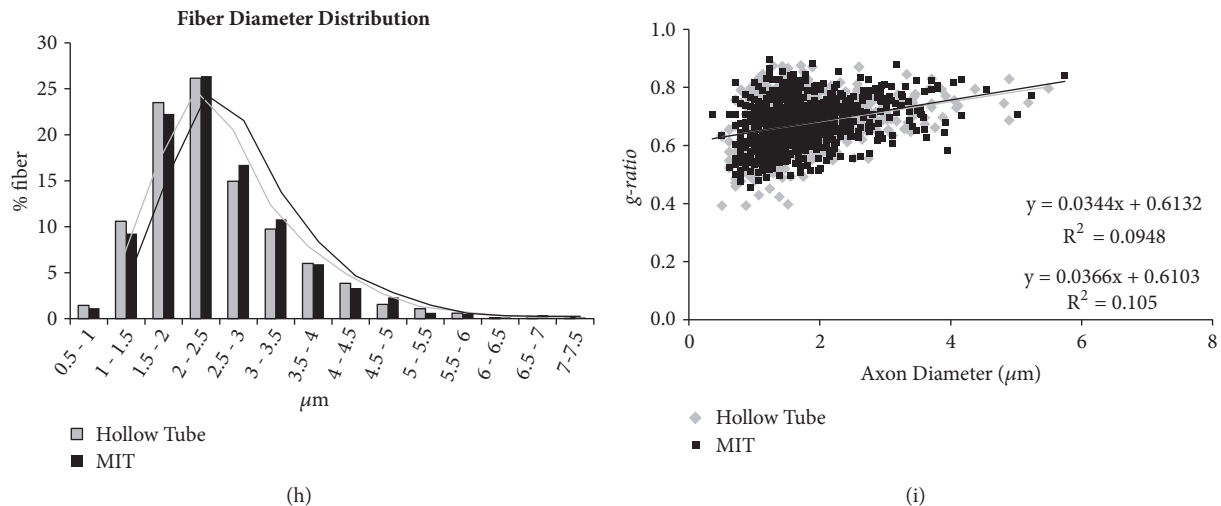 Fiber Diameter Distribution
30
25
20
15
10
5
0
% fiber
0.5 - 1
1 - 1.5
1.5 - 2
2 - 2.5
2.5 - 3
3 - 3.5
3.5 - 4
4 - 4.5
4.5 - 5
5 - 5.5
5.5 - 6
6 - 6.5
6.5 - 7
7-7.5
μm
Hollow Tube
MIT
(h)
1.0
0.8
0.6
0.4
0.2
0.0
g-ratio
y = 0.0344x + 0.6132
R² = 0.0948
y = 0.0366x + 0.6103
R² = 0.105
0 2 4 6 8
Axon Diameter (μm)
Hollow Tube
MIT
(i)